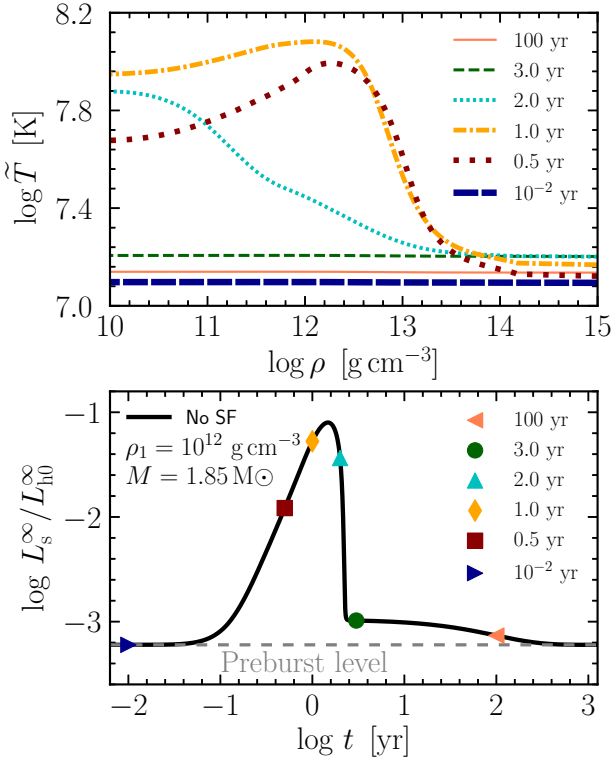 8.2
7.8
7.4
7.0
log T̃ [K]
100 yr
3.0 yr
2.0 yr
1.0 yr
0.5 yr
10⁻² yr
10 11 12 13 14 15
log ρ [g cm⁻³]
−1
−2
−3
log L_s^∞/L_h0^∞
No SF
ρ₁ = 10¹² g cm⁻³
M = 1.85 M⊙
100 yr
3.0 yr
2.0 yr
1.0 yr
0.5 yr
10⁻² yr
Preburst level
−2 −1 0 1 2 3
log t [yr]